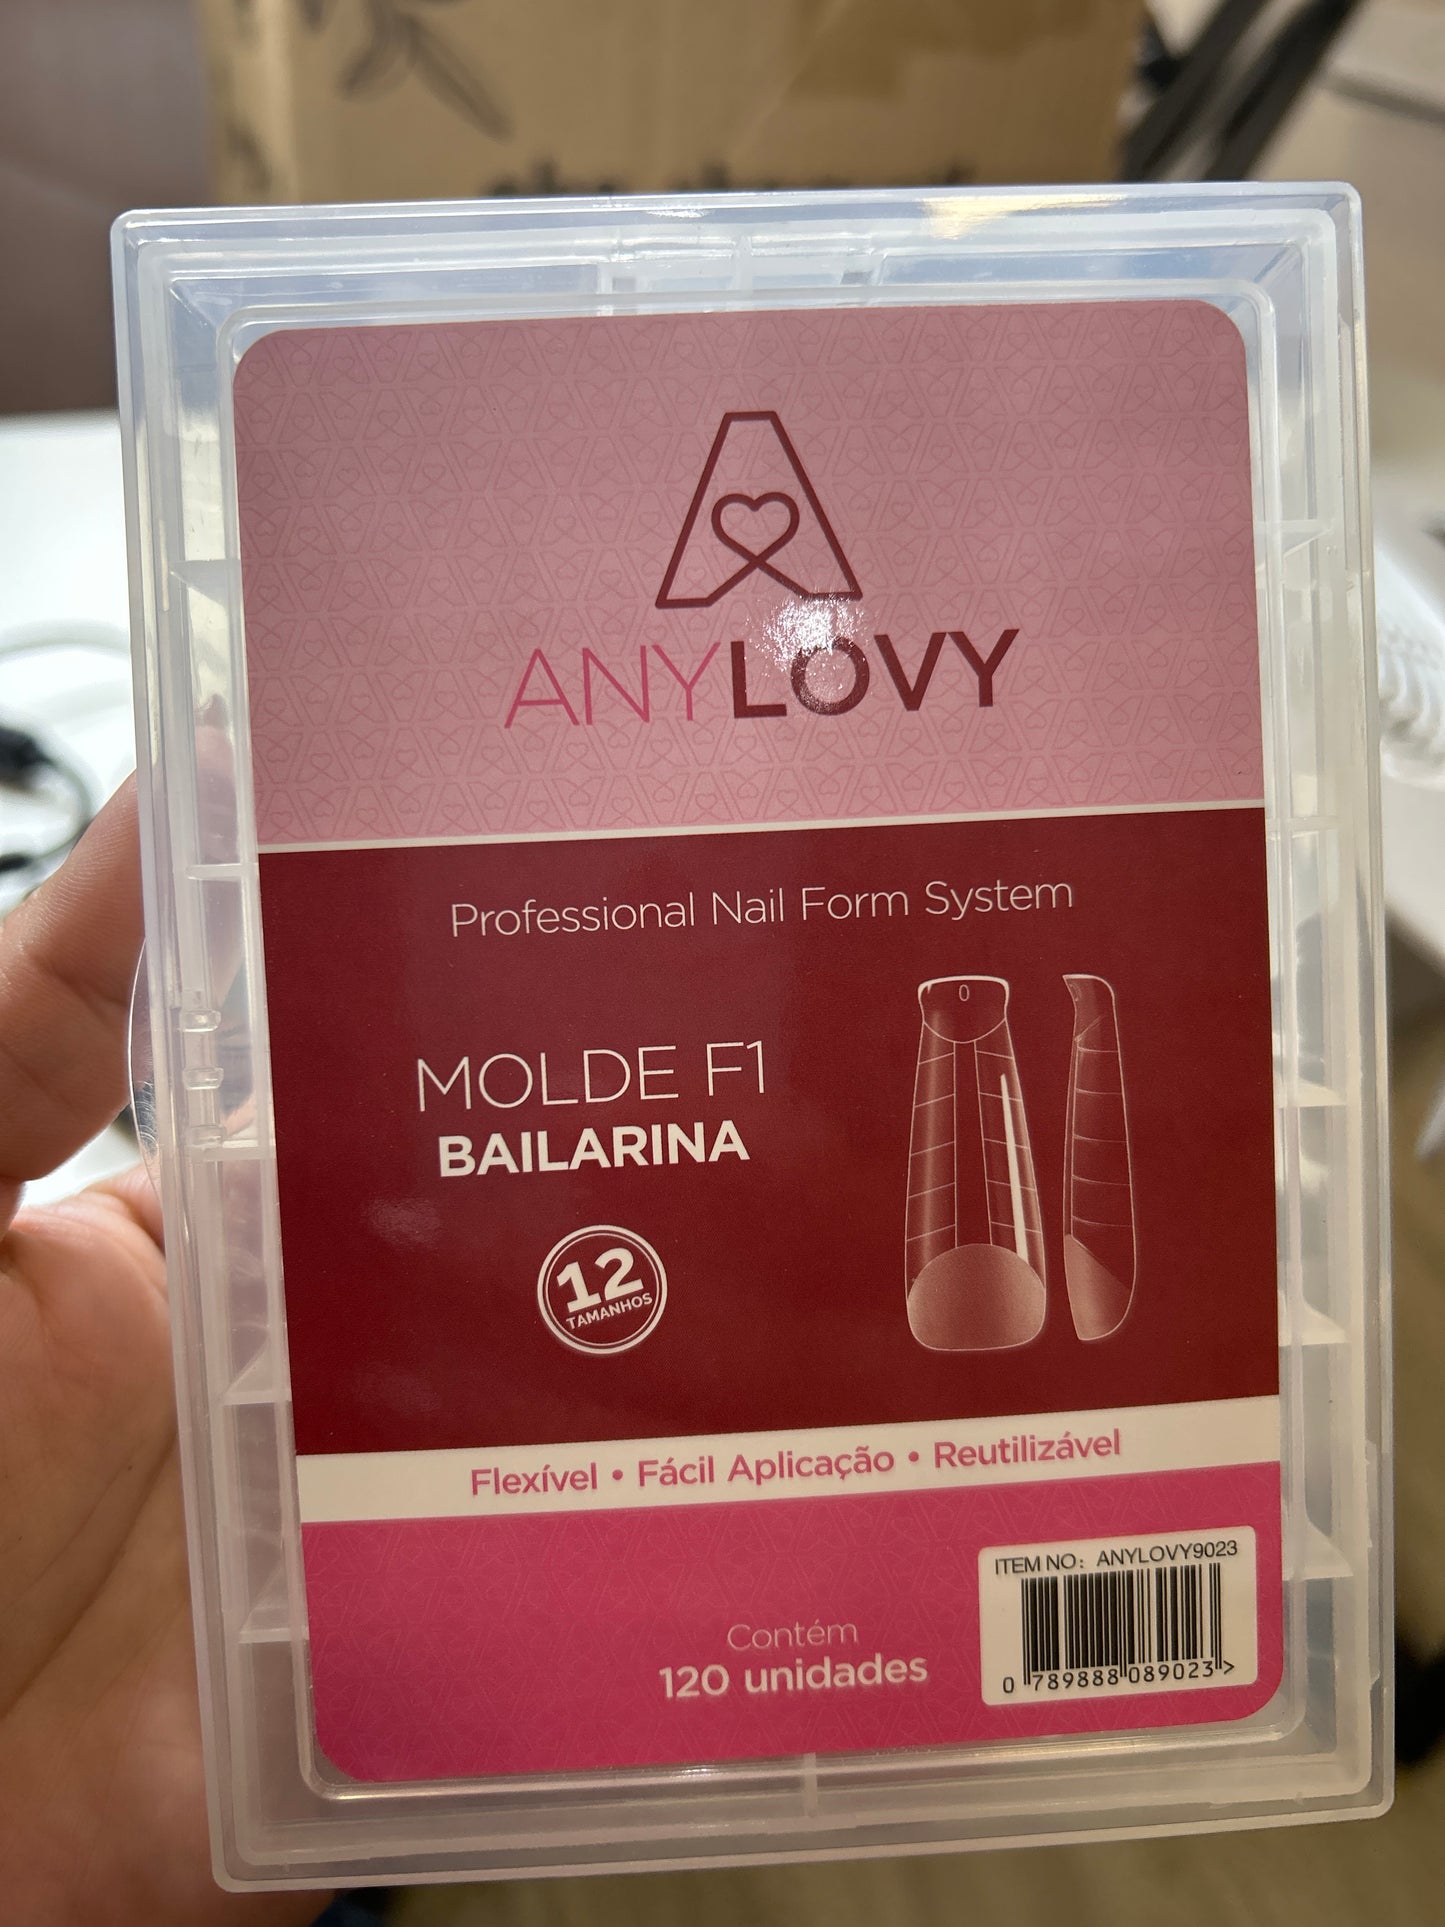 ANYLOVY
Professional Nail Form System
0
MOLDE F1
BAILARINA
12
TAMANHOS
Flexível • Fácil Aplicação • Reutilizável
ITEM NO: ANYLOVY9023
0 789888 089023 >
Contém
120 unidades